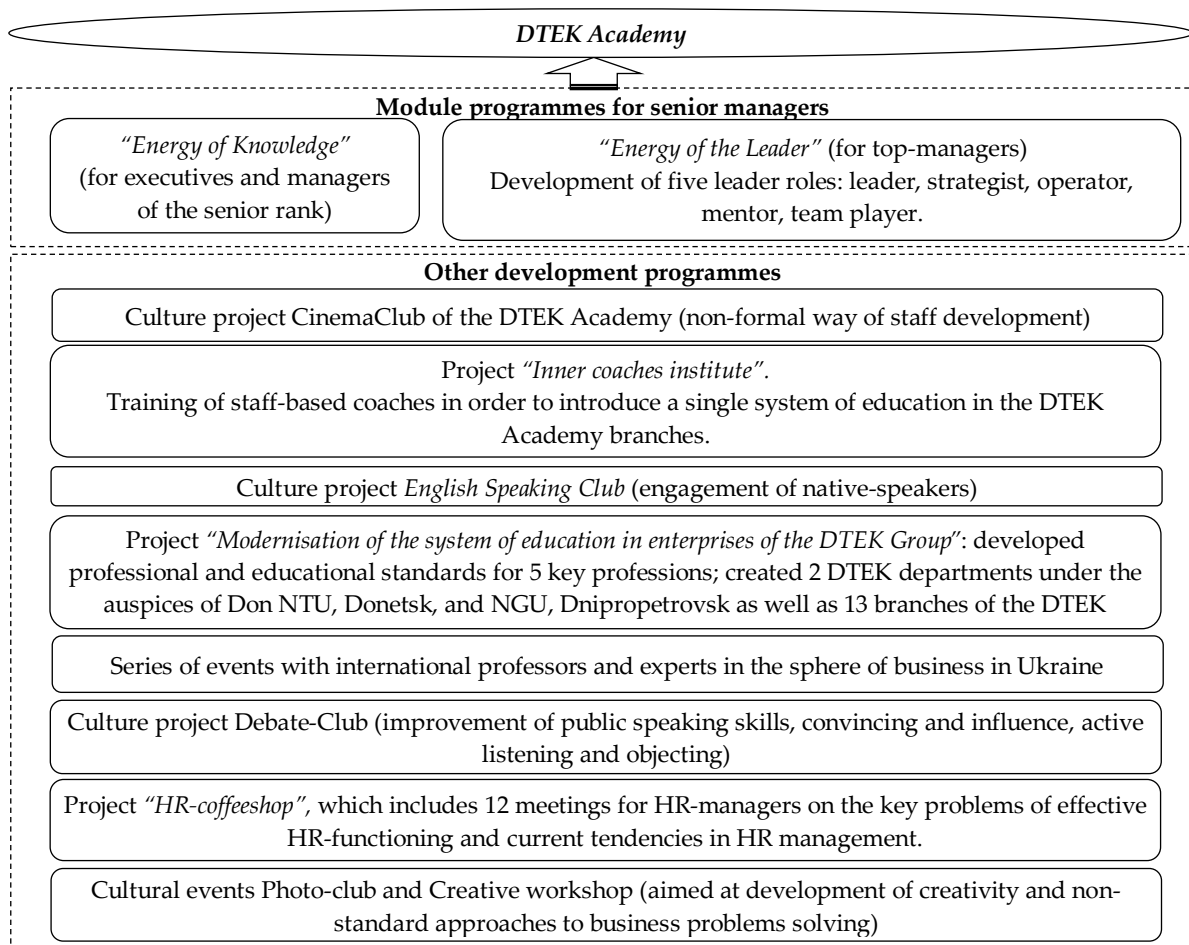 DTEK Academy
Module programmes for senior managers
“Energy of Knowledge”
(for executives and managers
of the senior rank)
“Energy of the Leader” (for top-managers)
Development of five leader roles: leader, strategist, operator,
mentor, team player.
Other development programmes
Culture project CinemaClub of the DTEK Academy (non-formal way of staff development)
Project “Inner coaches institute”.
Training of staff-based coaches in order to introduce a single system of education in the DTEK
Academy branches.
Culture project English Speaking Club (engagement of native-speakers)
Project “Modernisation of the system of education in enterprises of the DTEK Group”: developed
professional and educational standards for 5 key professions; created 2 DTEK departments under the
auspices of Don NTU, Donetsk, and NGU, Dnipropetrovsk as well as 13 branches of the DTEK
Series of events with international professors and experts in the sphere of business in Ukraine
Culture project Debate-Club (improvement of public speaking skills, convincing and influence, active
listening and objecting)
Project “HR-coffeeshop”, which includes 12 meetings for HR-managers on the key problems of effective
HR-functioning and current tendencies in HR management.
Cultural events Photo-club and Creative workshop (aimed at development of creativity and non-
standard approaches to business problems solving)